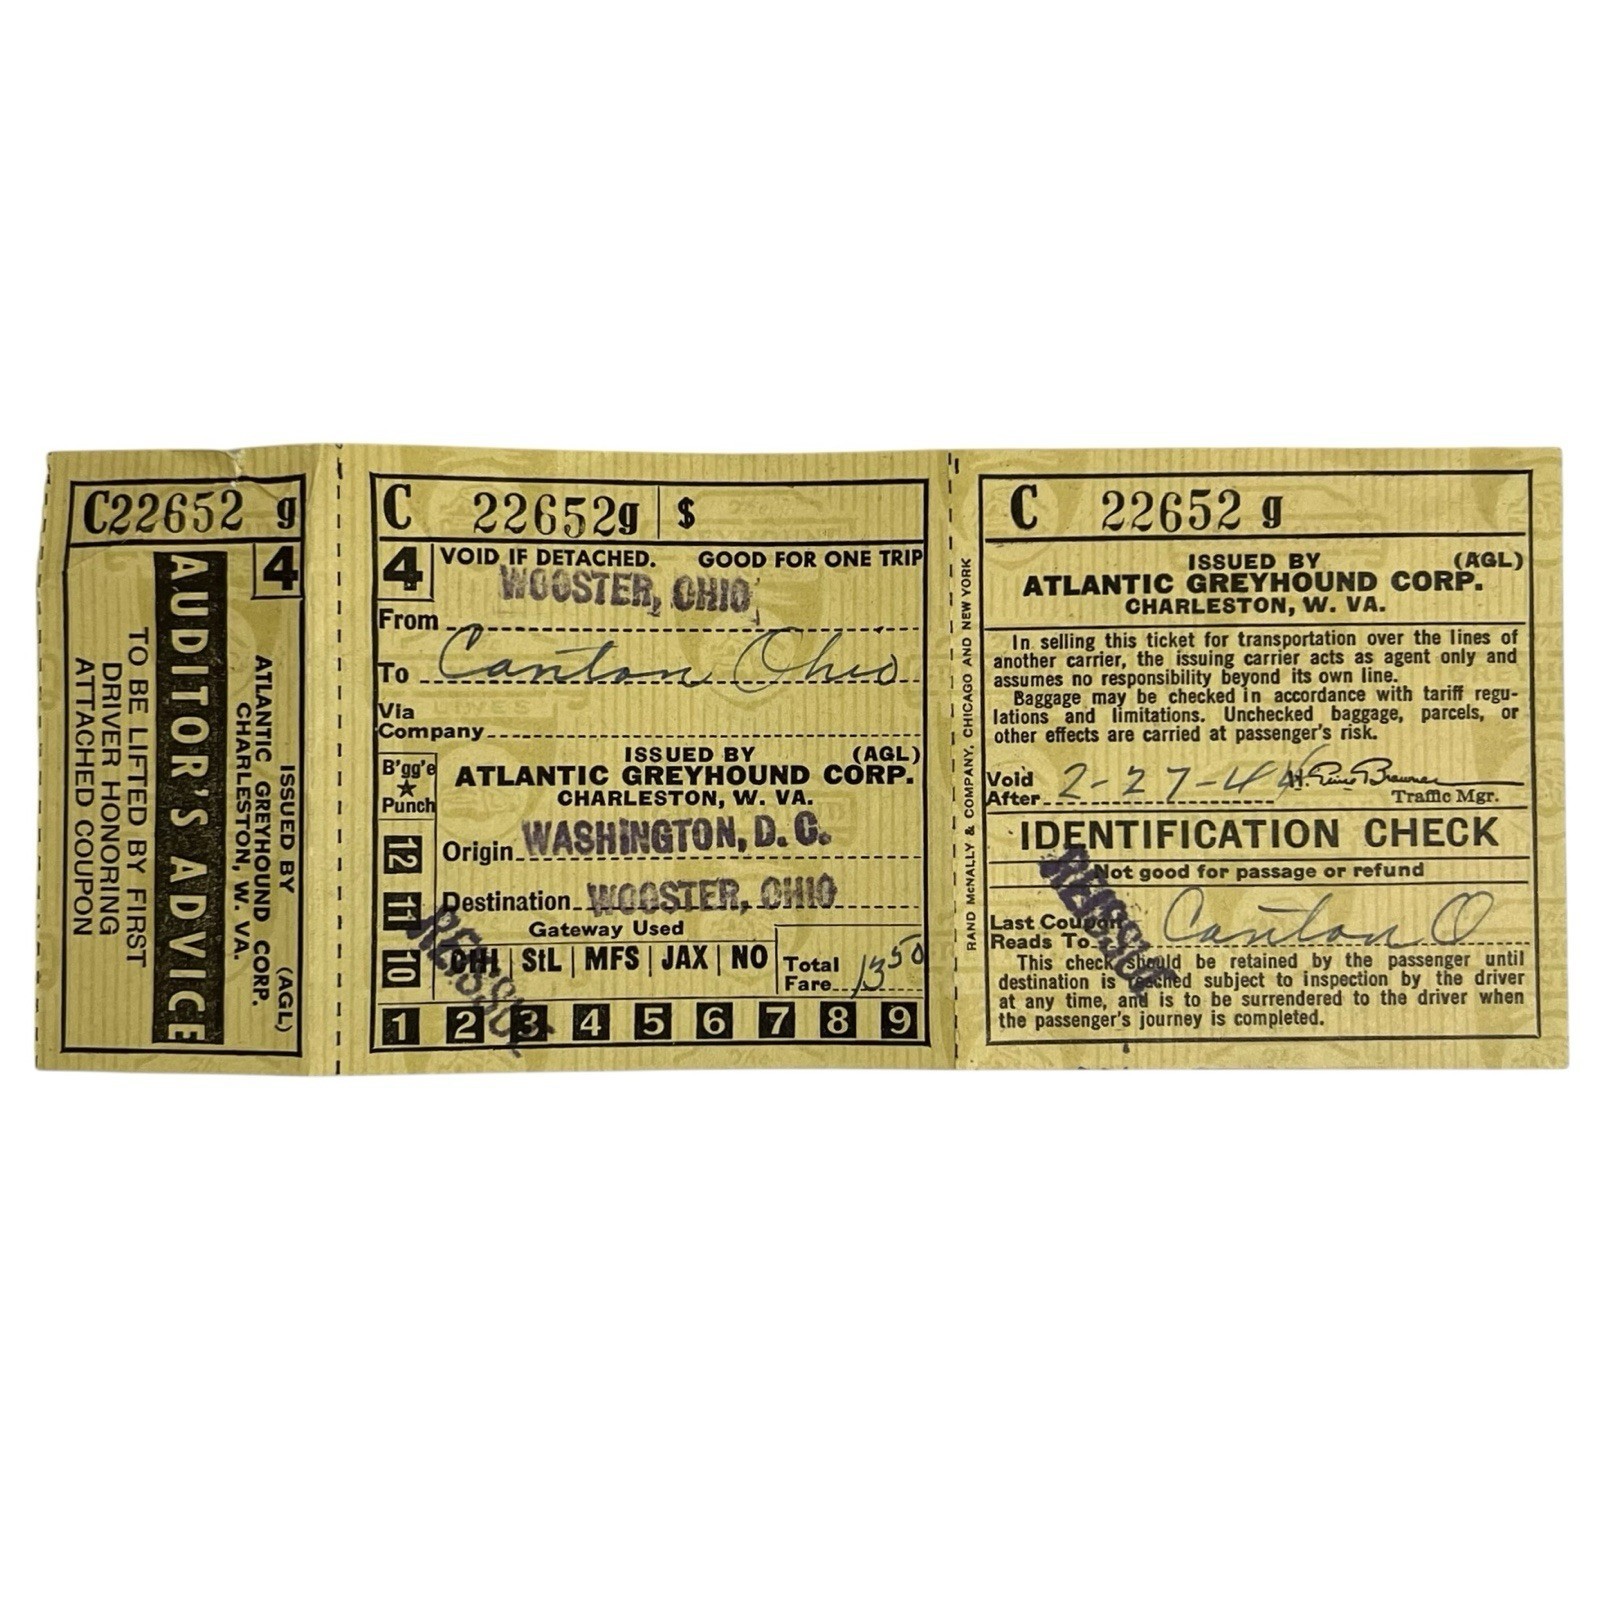 C22652 g
4
ISSUED BY (AGL)
ATLANTIC GREYHOUND CORP.
CHARLESTON, W. VA.
AUDITOR'S ADVICE
TO BE LIFTED BY FIRST
DRIVER HONORING
ATTACHED COUPON
C 22652g $
4 VOID IF DETACHED. GOOD FOR ONE TRIP
WOOSTER, OHIO
From
To Canton Ohio
Via
Company
B'gg'e
★
Punch
ISSUED BY (AGL)
ATLANTIC GREYHOUND CORP.
CHARLESTON, W. VA.
Origin WASHINGTON, D. C.
Destination WOOSTER, OHIO
Gateway Used
CHI | StL | MFS | JAX | NO
Total
Fare 13 50
12
11
10
1 2 3 4 5 6 7 8 9
REISSUE
RAND McNALLY & COMPANY, CHICAGO AND NEW YORK
C 22652 g
ISSUED BY (AGL)
ATLANTIC GREYHOUND CORP.
CHARLESTON, W. VA.
In selling this ticket for transportation over the lines of
another carrier, the issuing carrier acts as agent only and
assumes no responsibility beyond its own line.
Baggage may be checked in accordance with tariff regu-
lations and limitations. Unchecked baggage, parcels, or
other effects are carried at passenger's risk.
Void
After 2-27-4
Traffic Mgr.
IDENTIFICATION CHECK
Not good for passage or refund
Last Coupon
Reads To Canton O
This check should be retained by the passenger until
destination is reached subject to inspection by the driver
at any time, and is to be surrendered to the driver when
the passenger's journey is completed.
REISSUE